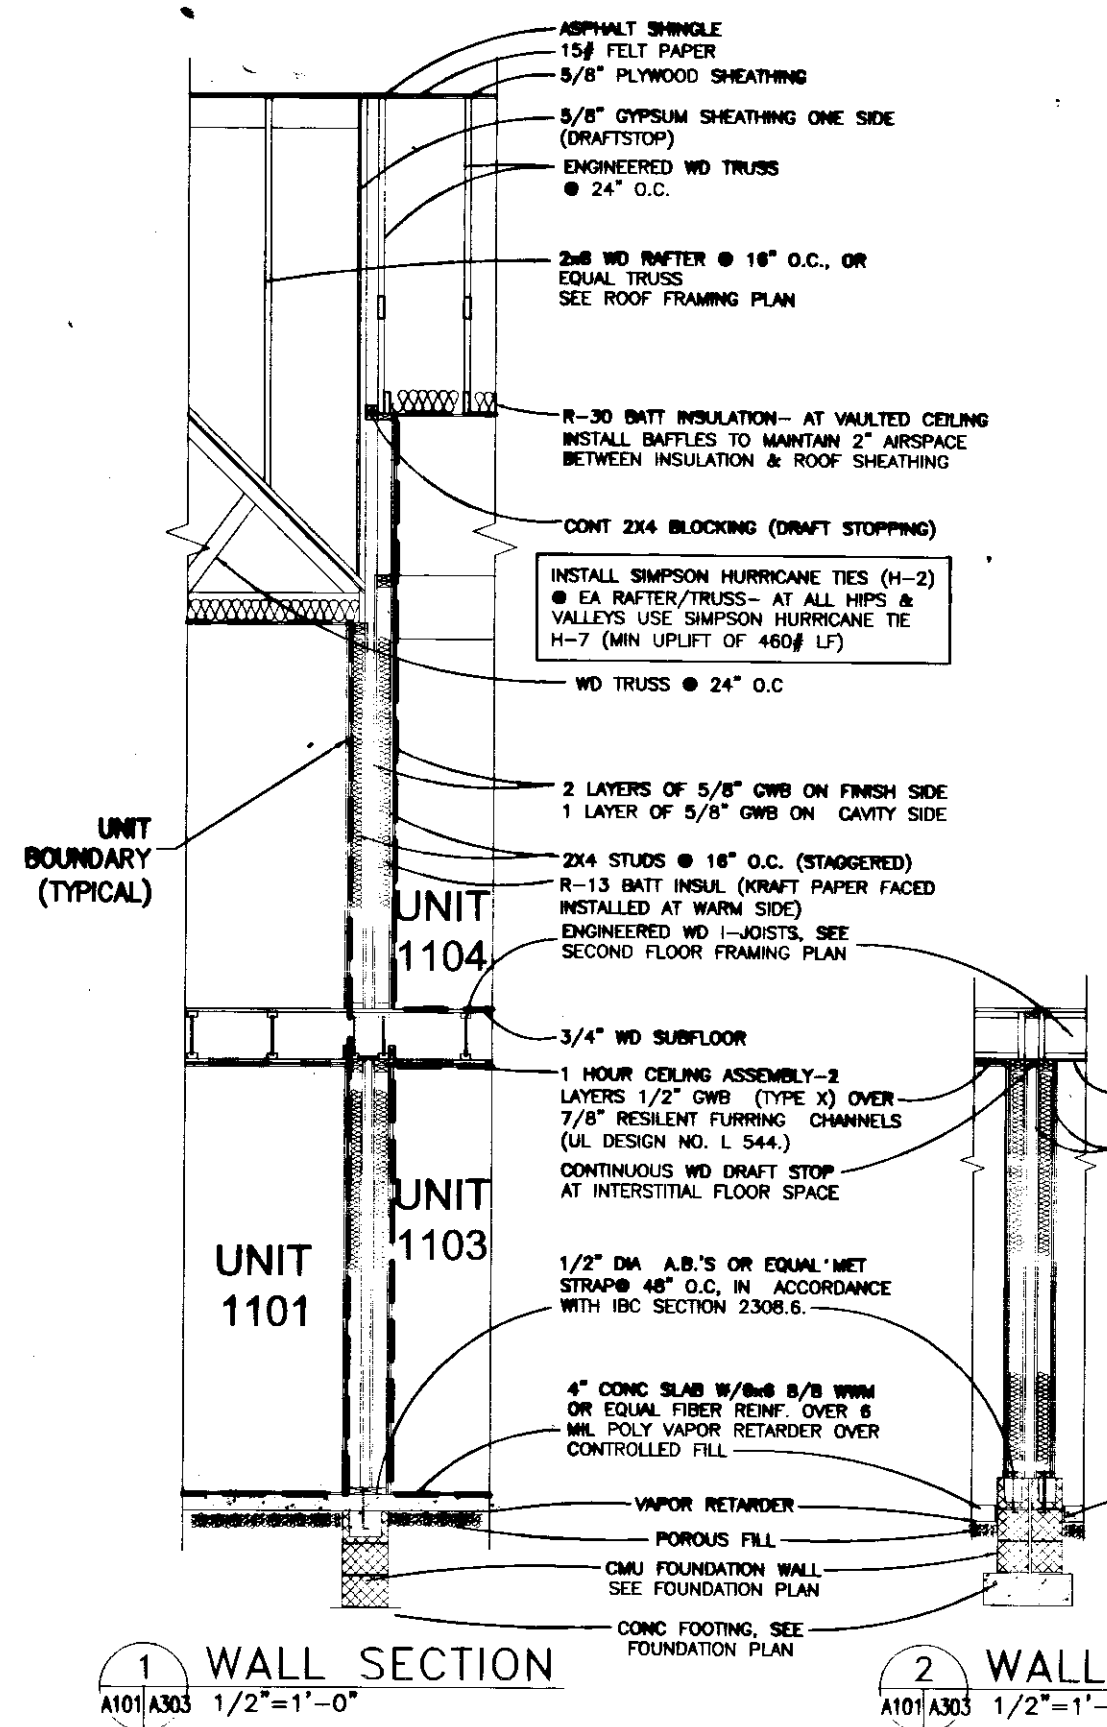 ASPHALT SHINGLE
15# FELT PAPER
5/8" PLYWOOD SHEATHING
5/8" GYPSUM SHEATHING ONE SIDE
(DRAFTSTOP)
ENGINEERED WD TRUSS
@ 24" O.C.
2x6 WD RAFTER @ 16" O.C., OR
EQUAL TRUSS
SEE ROOF FRAMING PLAN
R-30 BATT INSULATION- AT VAULTED CEILING
INSTALL BAFFLES TO MAINTAIN 2" AIRSPACE
BETWEEN INSULATION & ROOF SHEATHING
CONT 2X4 BLOCKING (DRAFT STOPPING)
INSTALL SIMPSON HURRICANE TIES (H-2)
@ EA RAFTER/TRUSS- AT ALL HIPS &
VALLEYS USE SIMPSON HURRICANE TIE
H-7 (MIN UPLIFT OF 460# LF)
WD TRUSS @ 24" O.C
2 LAYERS OF 5/8" GWB ON FINISH SIDE
1 LAYER OF 5/8" GWB ON CAVITY SIDE
UNIT
BOUNDARY
(TYPICAL)
2X4 STUDS @ 16" O.C. (STAGGERED)
R-13 BATT INSUL (KRAFT PAPER FACED
INSTALLED AT WARM SIDE)
UNIT
1104
ENGINEERED WD I-JOISTS, SEE
SECOND FLOOR FRAMING PLAN
3/4" WD SUBFLOOR
1 HOUR CEILING ASSEMBLY-2
LAYERS 1/2" GWB (TYPE X) OVER
7/8" RESILENT FURRING CHANNELS
(UL DESIGN NO. L 544.)
CONTINUOUS WD DRAFT STOP
AT INTERSTITIAL FLOOR SPACE
UNIT
1103
UNIT
1101
1/2" DIA A.B.'S OR EQUAL MET
STRAP@ 48" O.C, IN ACCORDANCE
WITH IBC SECTION 2308.6.
4" CONC SLAB W/6x6 8/8 WWM
OR EQUAL FIBER REINF. OVER 6
MIL POLY VAPOR RETARDER OVER
CONTROLLED FILL
VAPOR RETARDER
POROUS FILL
CMU FOUNDATION WALL
SEE FOUNDATION PLAN
CONC FOOTING, SEE
FOUNDATION PLAN
1 WALL SECTION
A101 A303 1/2"=1'-0"
2 WALL
A101 A303 1/2"=1'-